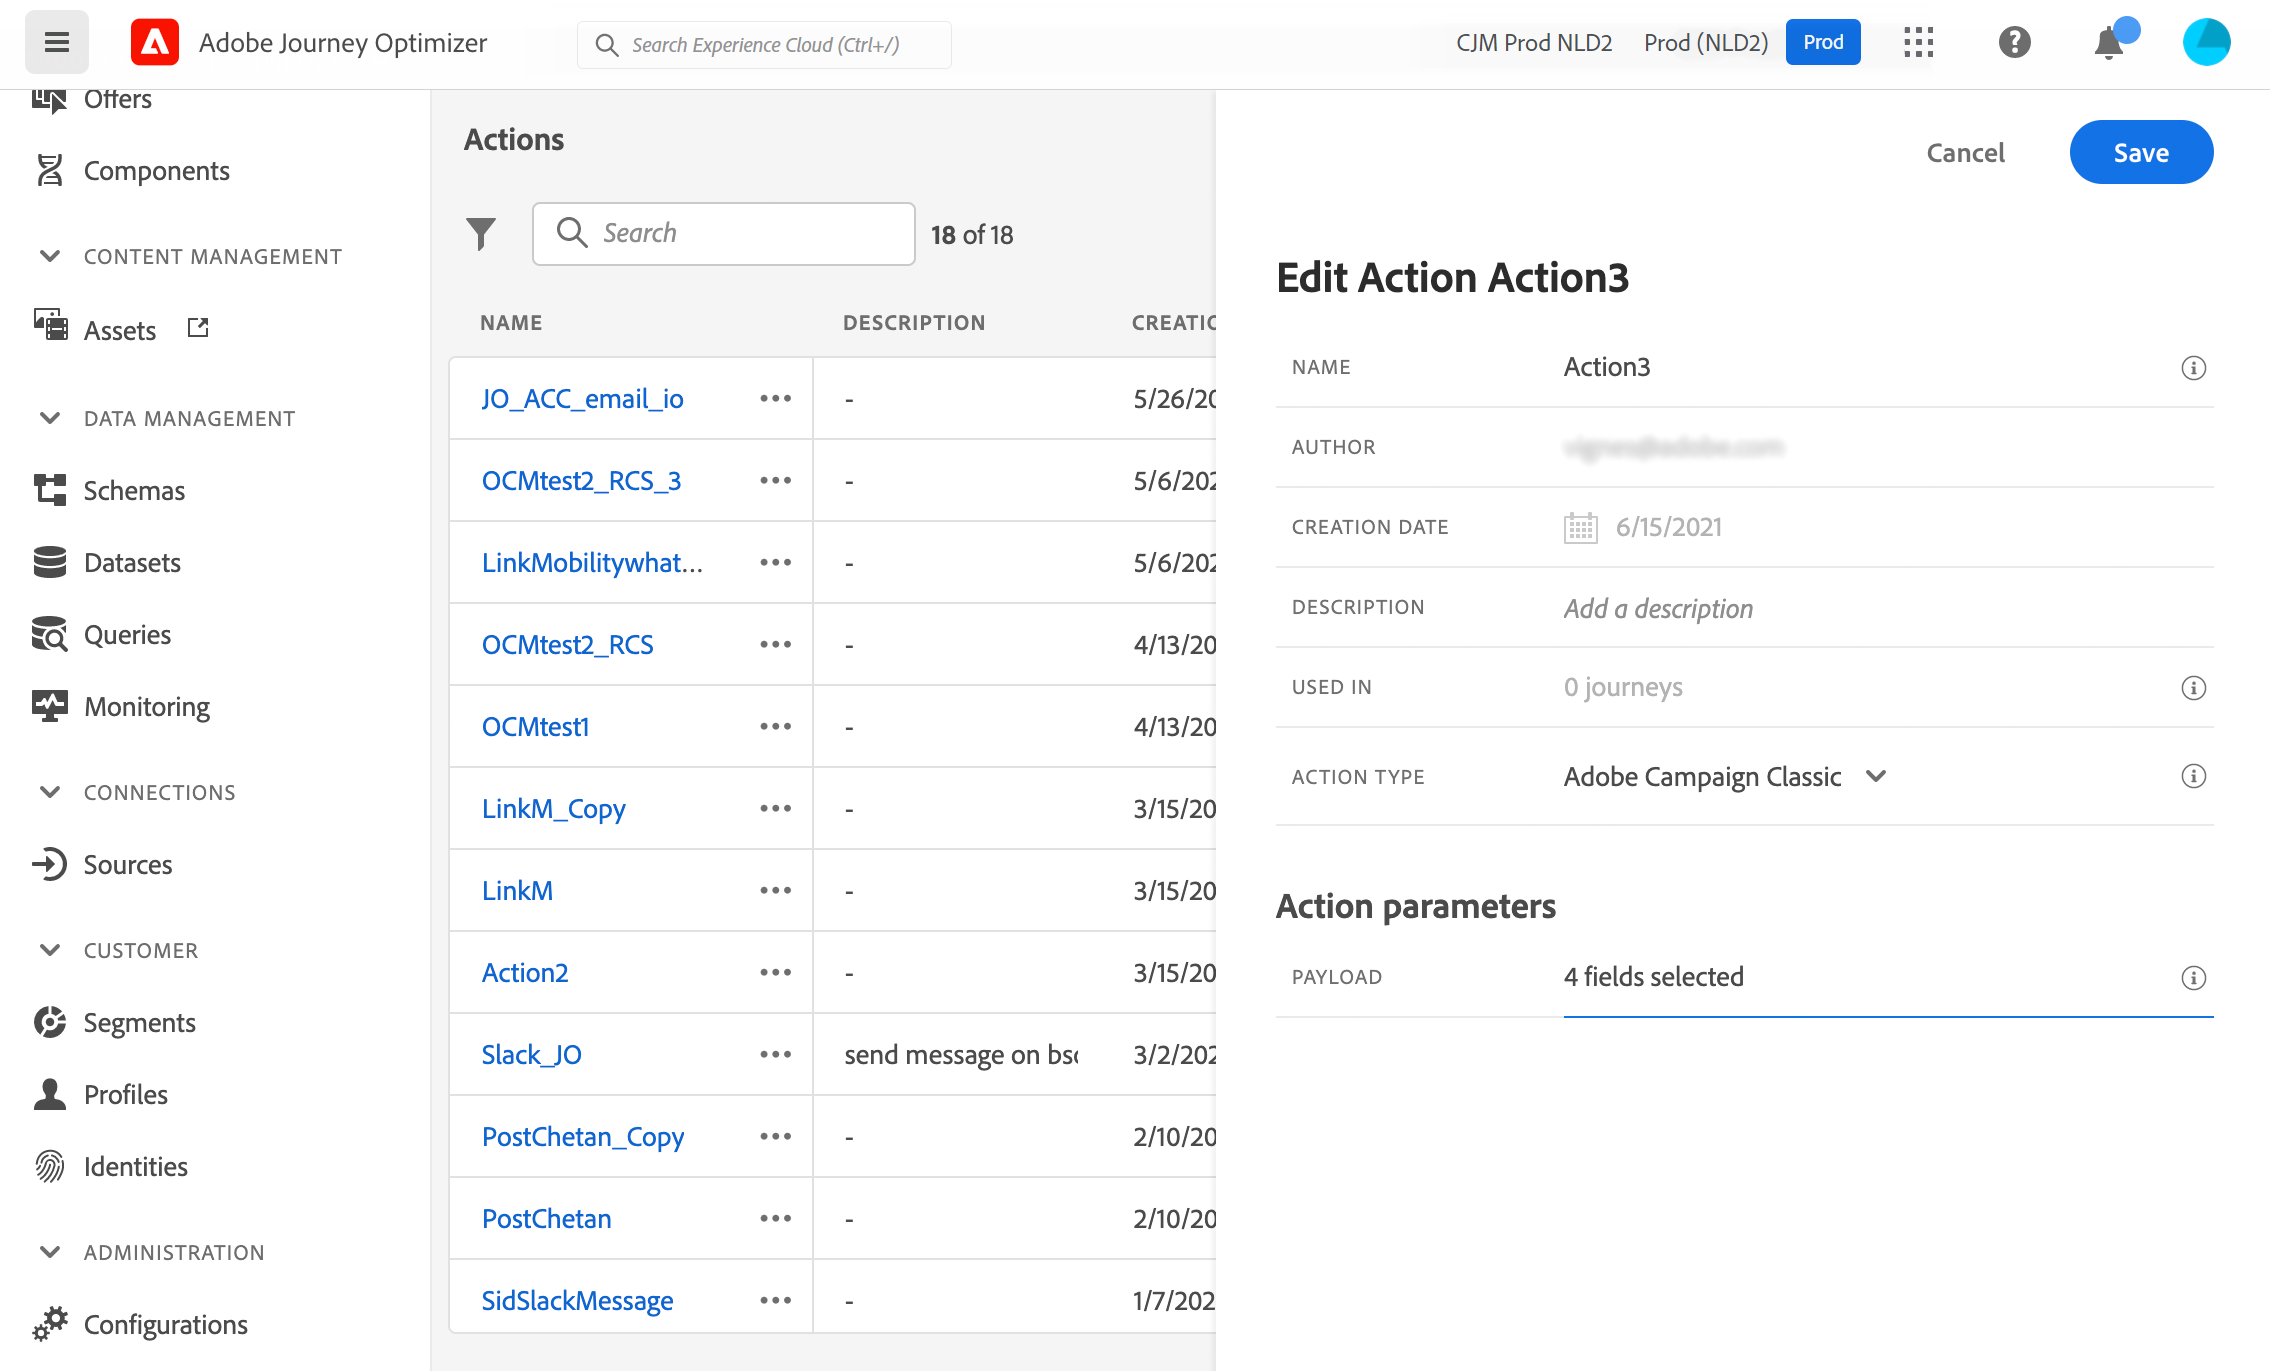 Adobe Journey Optimizer
Search Experience Cloud (Ctrl+/)
CJM Prod NLD2
Prod (NLD2)
Prod
Offers
Components
CONTENT MANAGEMENT
Assets
DATA MANAGEMENT
Schemas
Datasets
Queries
Monitoring
CONNECTIONS
Sources
CUSTOMER
Segments
Profiles
Identities
ADMINISTRATION
Configurations
Actions
Search
18 of 18
NAME DESCRIPTION CREATIO
JO_ACC_email_io - 5/26/20
OCMtest2_RCS_3 - 5/6/202
LinkMobilitywhat... - 5/6/202
OCMtest2_RCS - 4/13/20
OCMtest1 - 4/13/20
LinkM_Copy - 3/15/20
LinkM - 3/15/20
Action2 - 3/15/20
Slack_JO send message on bs 3/2/202
PostChetan_Copy - 2/10/20
PostChetan - 2/10/20
SidSlackMessage - 1/7/202
Cancel
Save
Edit Action Action3
NAME Action3
AUTHOR
CREATION DATE 6/15/2021
DESCRIPTION Add a description
USED IN 0 journeys
ACTION TYPE Adobe Campaign Classic
Action parameters
PAYLOAD 4 fields selected